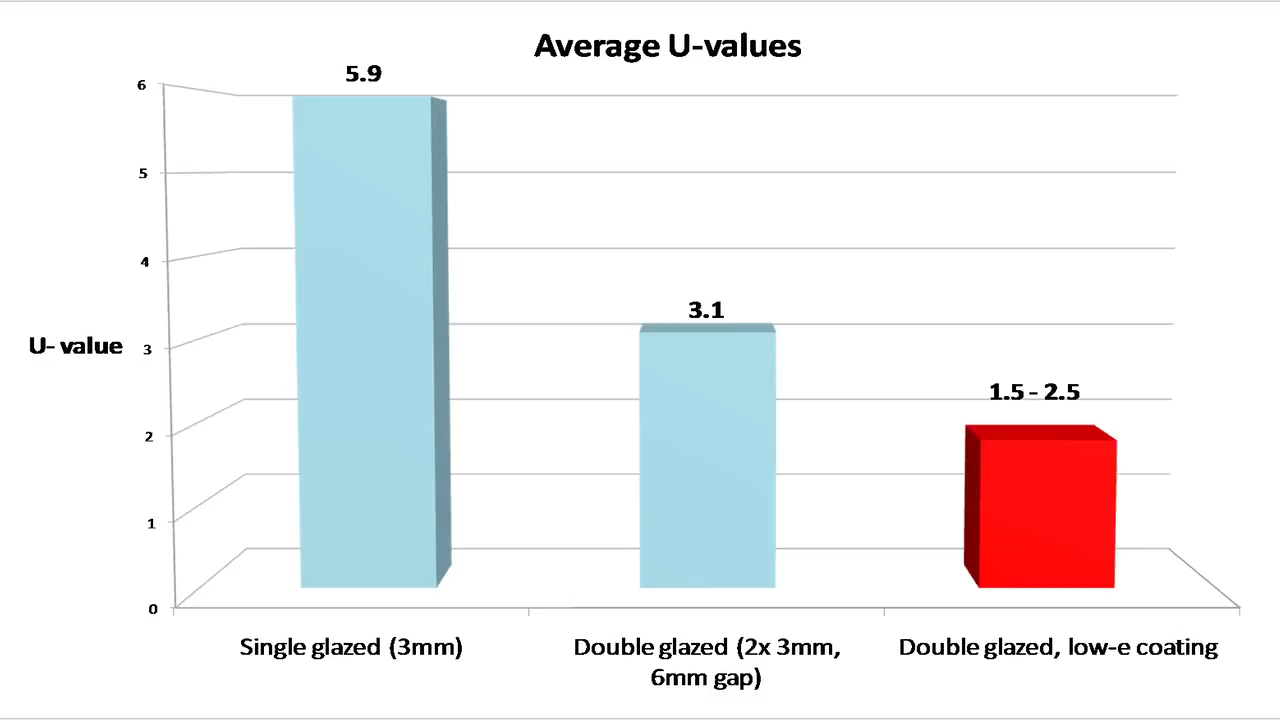 Average U-values
5.9
6
5
4
3.1
U- value
3
1.5 - 2.5
2
1
0
Single glazed (3mm)
Double glazed (2x 3mm,
6mm gap)
Double glazed, low-e coating